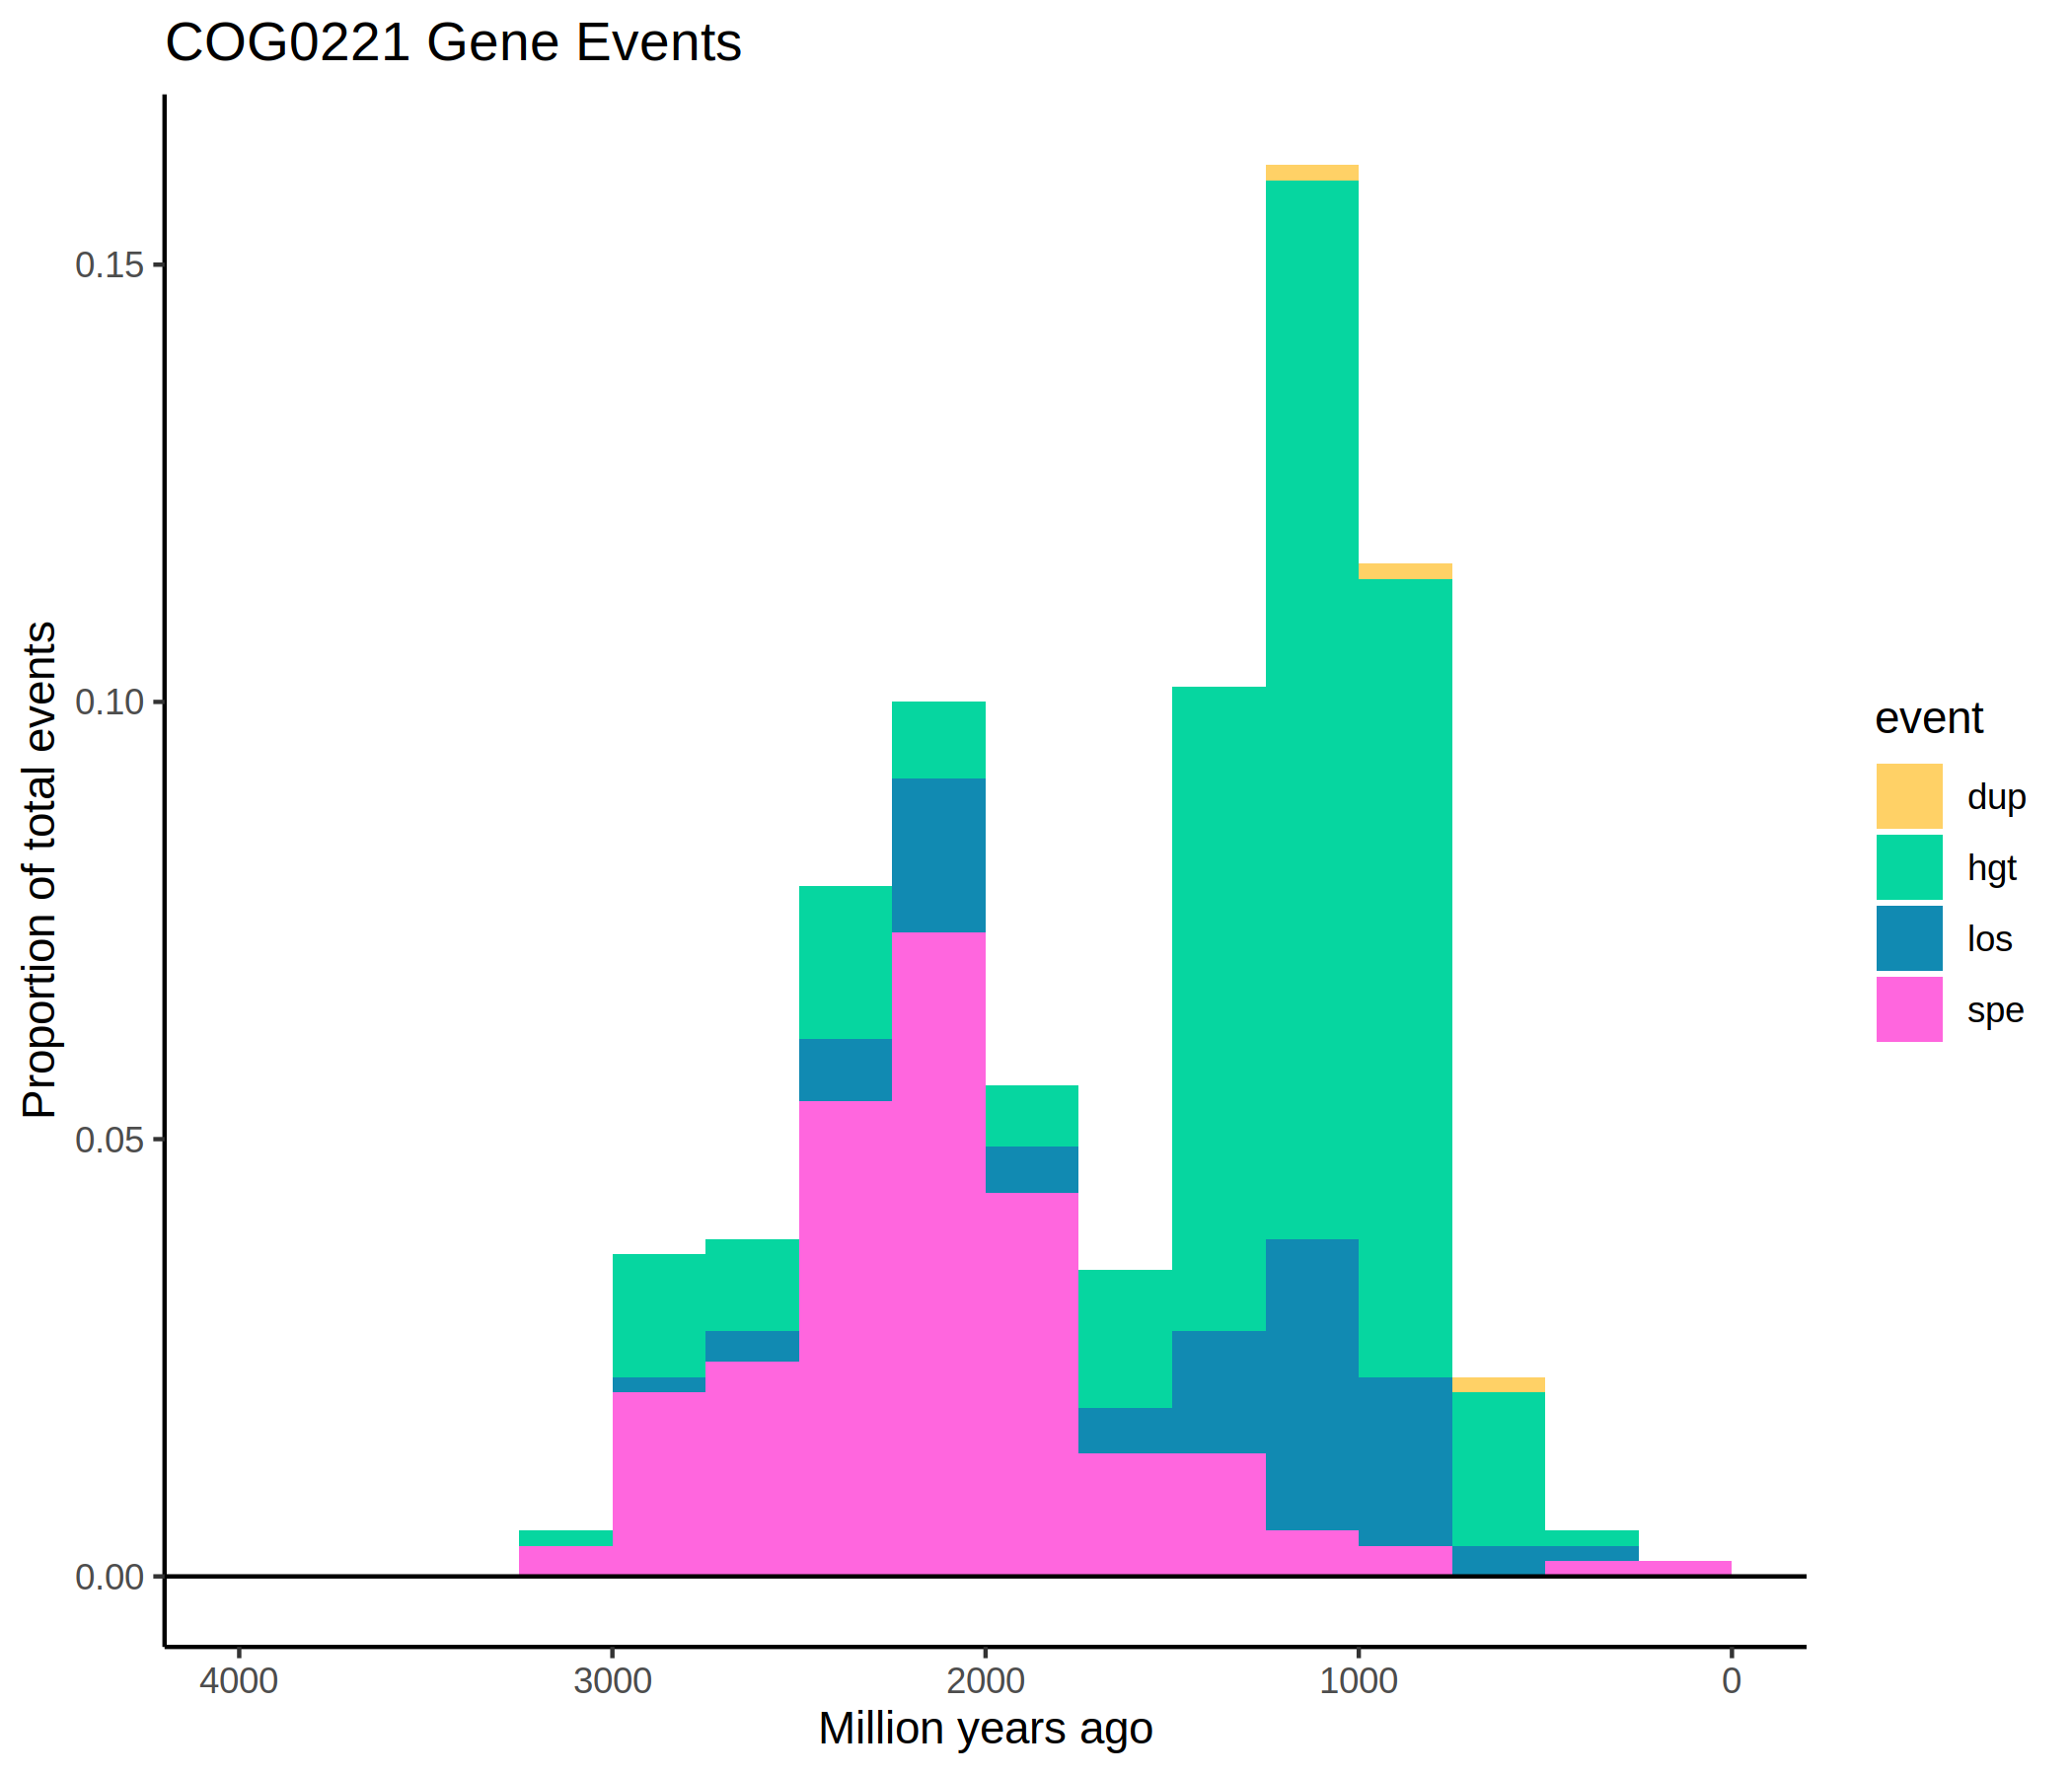 COG0221 Gene Events
Proportion of total events
0.15
0.10
0.05
0.00
4000 3000 2000 1000 0
Million years ago
event
dup
hgt
los
spe